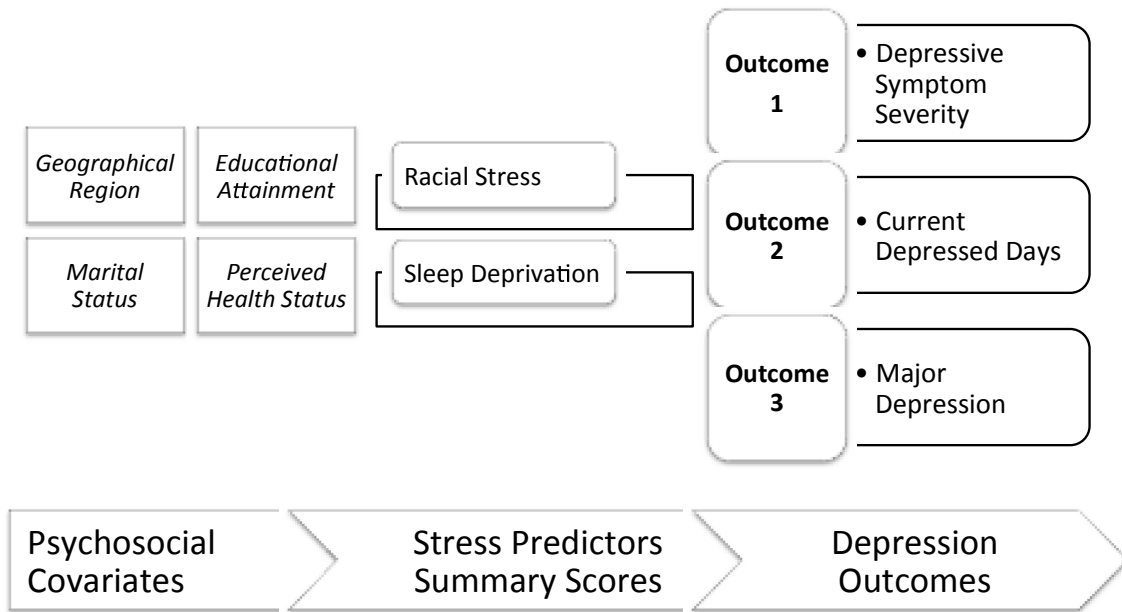 Geographical
Region
Educational
Attainment
Marital
Status
Perceived
Health Status
Racial Stress
Sleep Deprivation
Outcome
1
• Depressive
Symptom
Severity
Outcome
2
• Current
Depressed Days
Outcome
3
• Major
Depression
Psychosocial
Covariates
Stress Predictors
Summary Scores
Depression
Outcomes